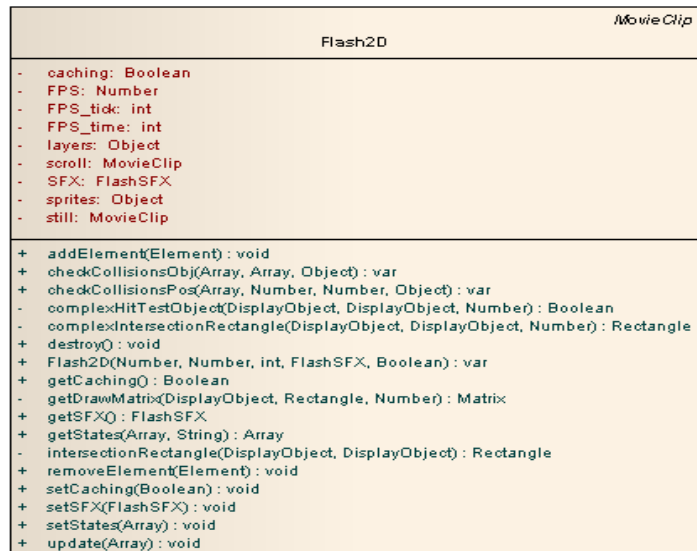 MovieClip
Flash2D
- caching: Boolean
- FPS: Number
- FPS_tick: int
- FPS_time: int
- layers: Object
- scroll: MovieClip
- SFX: FlashSFX
- sprites: Object
- still: MovieClip
+ addElement(Element) : void
+ checkCollisionsObj(Array, Array, Object) : var
+ checkCollisionsPos(Array, Number, Number, Object) : var
- complexHitTestObject(DisplayObject, DisplayObject, Number) : Boolean
- complexIntersectionRectangle(DisplayObject, DisplayObject, Number) : Rectangle
+ destroy() : void
+ Flash2D(Number, Number, int, FlashSFX, Boolean) : var
+ getCaching() : Boolean
- getDrawMatrix(DisplayObject, Rectangle, Number) : Matrix
+ getSFX() : FlashSFX
+ getStates(Array, String) : Array
- intersectionRectangle(DisplayObject, DisplayObject) : Rectangle
+ removeElement(Element) : void
+ setCaching(Boolean) : void
+ setSFX(FlashSFX) : void
+ setStates(Array) : void
+ update(Array) : void